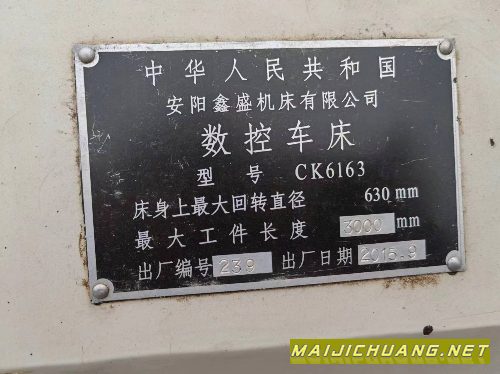 中华人民共和国
安阳鑫盛机床有限公司
数控车床
型号 CK6163
床身上最大回转直径 630 mm
最大工件长度 3000 mm
出厂编号 239 出厂日期 2015.9
MAIJICHUANG.NET